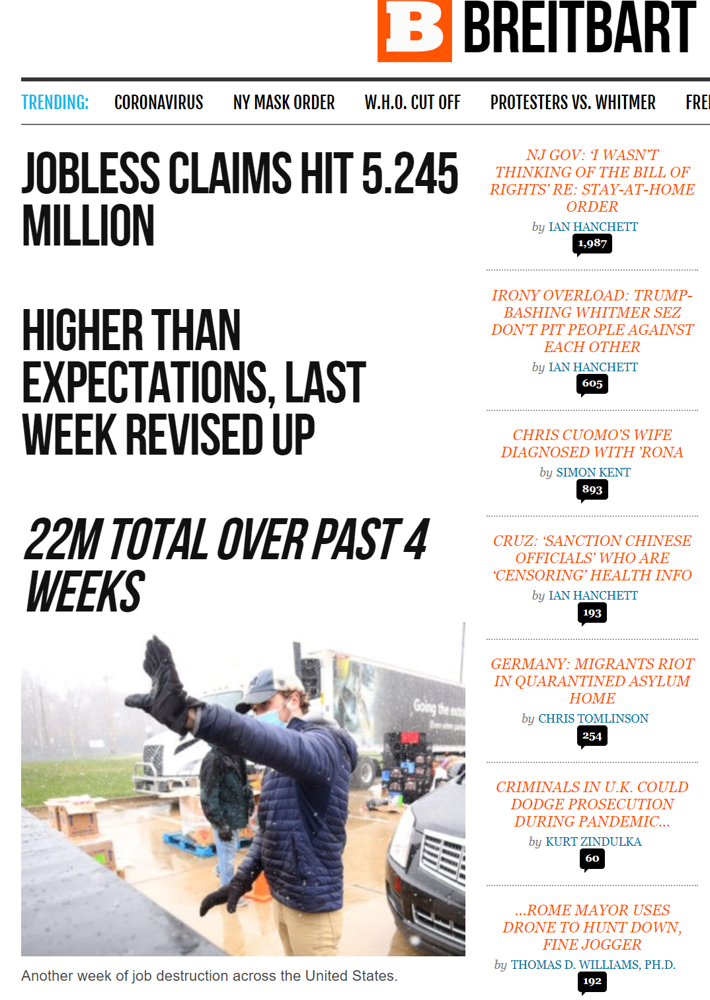 B BREITBART
TRENDING: CORONAVIRUS NY MASK ORDER W.H.O. CUT OFF PROTESTERS VS. WHITMER
JOBLESS CLAIMS HIT 5.245
MILLION
HIGHER THAN
EXPECTATIONS, LAST
WEEK REVISED UP
22M TOTAL OVER PAST 4
WEEKS
Going the extra
Another week of job destruction across the United States.
NJ GOV: ‘I WASN’T
THINKING OF THE BILL OF
RIGHTS’ RE: STAY-AT-HOME
ORDER
by IAN HANCHETT
1,987
IRONY OVERLOAD: TRUMP-
BASHING WHITMER SEZ
DON’T PIT PEOPLE AGAINST
EACH OTHER
by IAN HANCHETT
605
CHRIS CUOMO’S WIFE
DIAGNOSED WITH ’RONA
by SIMON KENT
893
CRUZ: ‘SANCTION CHINESE
OFFICIALS’ WHO ARE
‘CENSORING’ HEALTH INFO
by IAN HANCHETT
193
GERMANY: MIGRANTS RIOT
IN QUARANTINED ASYLUM
HOME
by CHRIS TOMLINSON
254
CRIMINALS IN U.K. COULD
DODGE PROSECUTION
DURING PANDEMIC...
by KURT ZINDULKA
60
...ROME MAYOR USES
DRONE TO HUNT DOWN,
FINE JOGGER
by THOMAS D. WILLIAMS, PH.D.
192